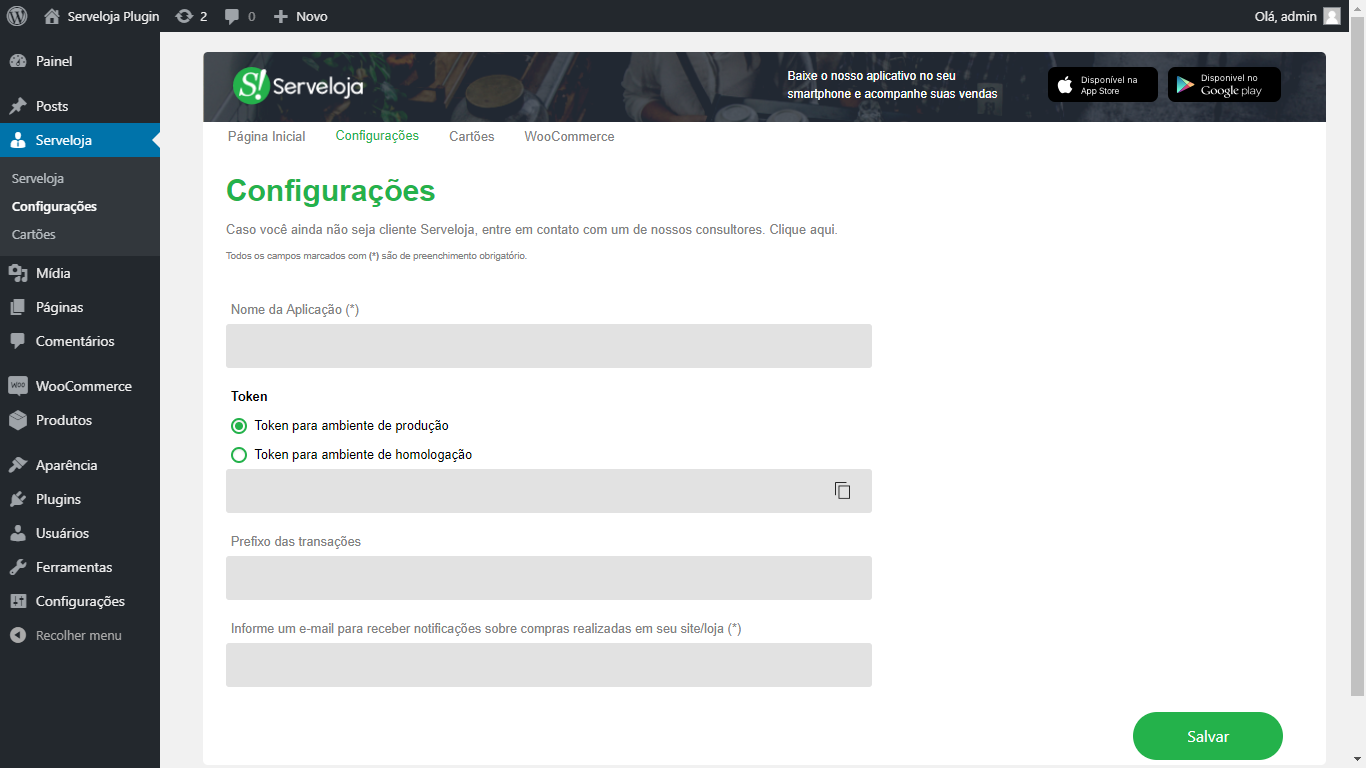 Serveloja Plugin
2
0
Novo
Olá, admin
Painel
Posts
Serveloja
Serveloja
Configurações
Cartões
Mídia
Páginas
Comentários
WooCommerce
Produtos
Aparência
Plugins
Usuários
Ferramentas
Configurações
Recolher menu
S! Serveloja
Baixe o nosso aplicativo no seu
smartphone e acompanhe suas vendas
Disponível na
App Store
Disponivel no
Google play
Página Inicial
Configurações
Cartões
WooCommerce
Configurações
Caso você ainda não seja cliente Serveloja, entre em contato com um de nossos consultores. Clique aqui.
Todos os campos marcados com (*) são de preenchimento obrigatório.
Nome da Aplicação (*)
Token
Token para ambiente de produção
Token para ambiente de homologação
Prefixo das transações
Informe um e-mail para receber notificações sobre compras realizadas em seu site/loja (*)
Salvar